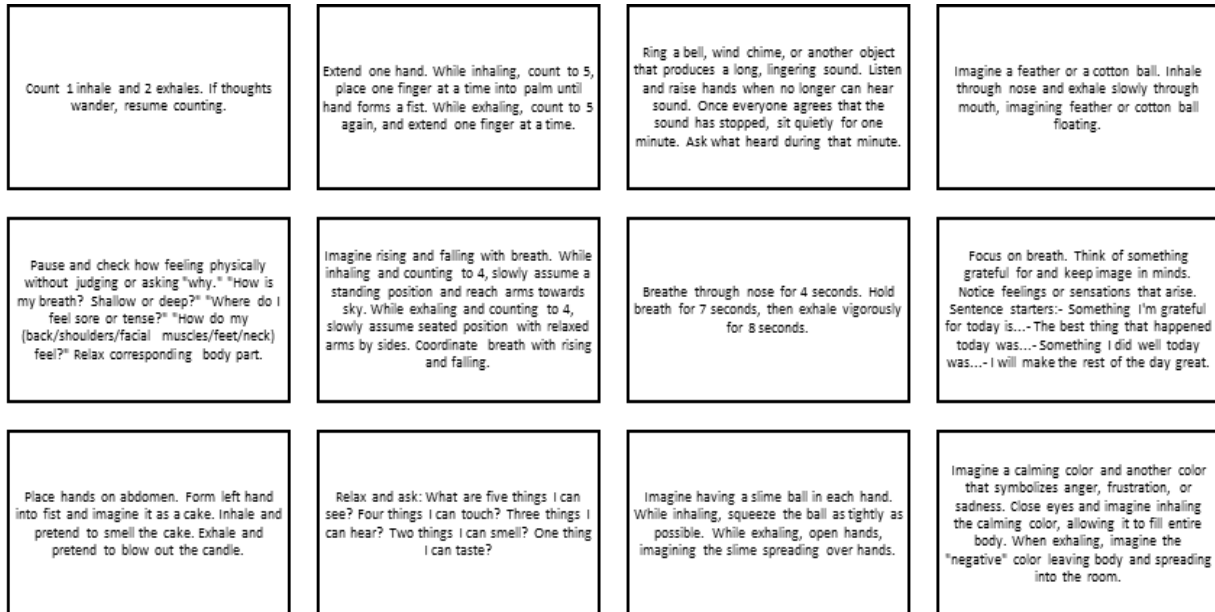 Count 1 inhale and 2 exhales. If thoughts
wander, resume counting.
Extend one hand. While inhaling, count to 5,
place one finger at a time into palm until
hand forms a fist. While exhaling, count to 5
again, and extend one finger at a time.
Ring a bell, wind chime, or another object
that produces a long, lingering sound. Listen
and raise hands when no longer can hear
sound. Once everyone agrees that the
sound has stopped, sit quietly for one
minute. Ask what heard during that minute.
Imagine a feather or a cotton ball. Inhale
through nose and exhale slowly through
mouth, imagining feather or cotton ball
floating.
Pause and check how feeling physically
without judging or asking "why." "How is
my breath? Shallow or deep?" "Where do I
feel sore or tense?" "How do my
(back/shoulders/facial muscles/feet/neck)
feel?" Relax corresponding body part.
Imagine rising and falling with breath. While
inhaling and counting to 4, slowly assume a
standing position and reach arms towards
sky. While exhaling and counting to 4,
slowly assume seated position with relaxed
arms by sides. Coordinate breath with rising
and falling.
Breathe through nose for 4 seconds. Hold
breath for 7 seconds, then exhale vigorously
for 8 seconds.
Focus on breath. Think of something
grateful for and keep image in minds.
Notice feelings or sensations that arise.
Sentence starters:- Something I'm grateful
for today is...- The best thing that happened
today was...- Something I did well today
was...- I will make the rest of the day great.
Place hands on abdomen. Form left hand
into fist and imagine it as a cake. Inhale and
pretend to smell the cake. Exhale and
pretend to blow out the candle.
Relax and ask: What are five things I can
see? Four things I can touch? Three things I
can hear? Two things I can smell? One thing
I can taste?
Imagine having a slime ball in each hand.
While inhaling, squeeze the ball as tightly as
possible. While exhaling, open hands,
imagining the slime spreading over hands.
Imagine a calming color and another color
that symbolizes anger, frustration, or
sadness. Close eyes and imagine inhaling
the calming color, allowing it to fill entire
body. When exhaling, imagine the
"negative" color leaving body and spreading
into the room.